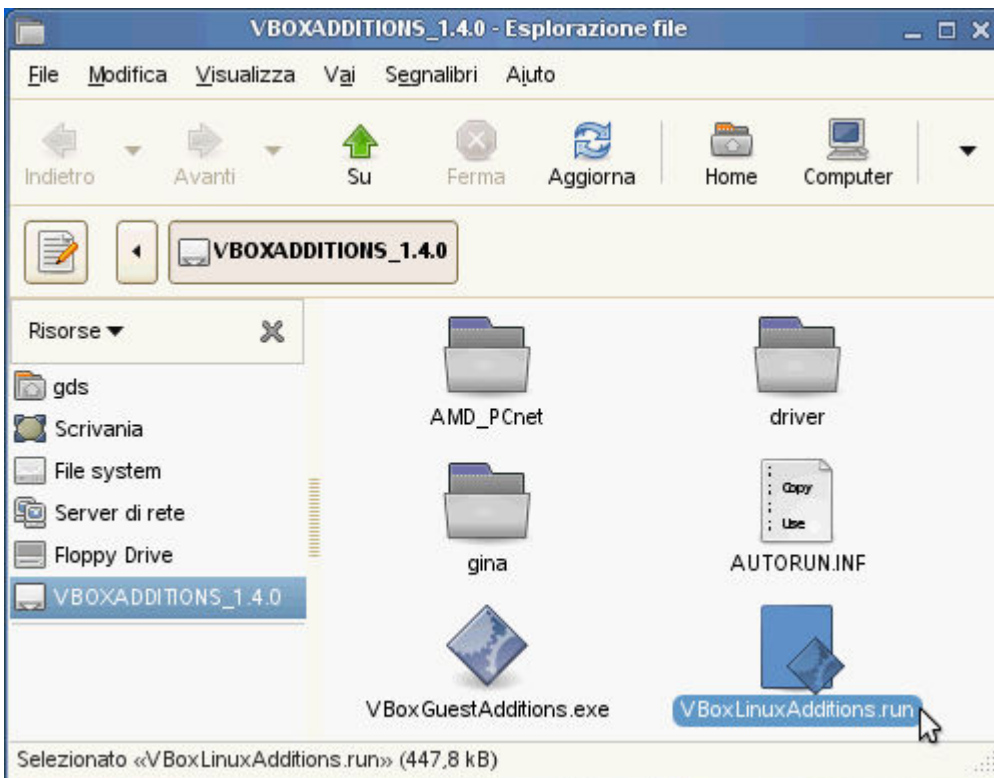 VBOXADDITIONS_1.4.0 - Esplorazione file
File Modifica Visualizza Vai Segnalibri Aiuto
Indietro Avanti Su Ferma Aggiorna Home Computer
VBOXADDITIONS_1.4.0
Risorse
gds
Scrivania
File system
Server di rete
Floppy Drive
VBOXADDITIONS_1.4.0
AMD_PCnet driver
Copy
Use
gina AUTORUN.INF
VBoxGuestAdditions.exe VBoxLinuxAdditions.run
Selezionato «VBoxLinuxAdditions.run» (447,8 kB)